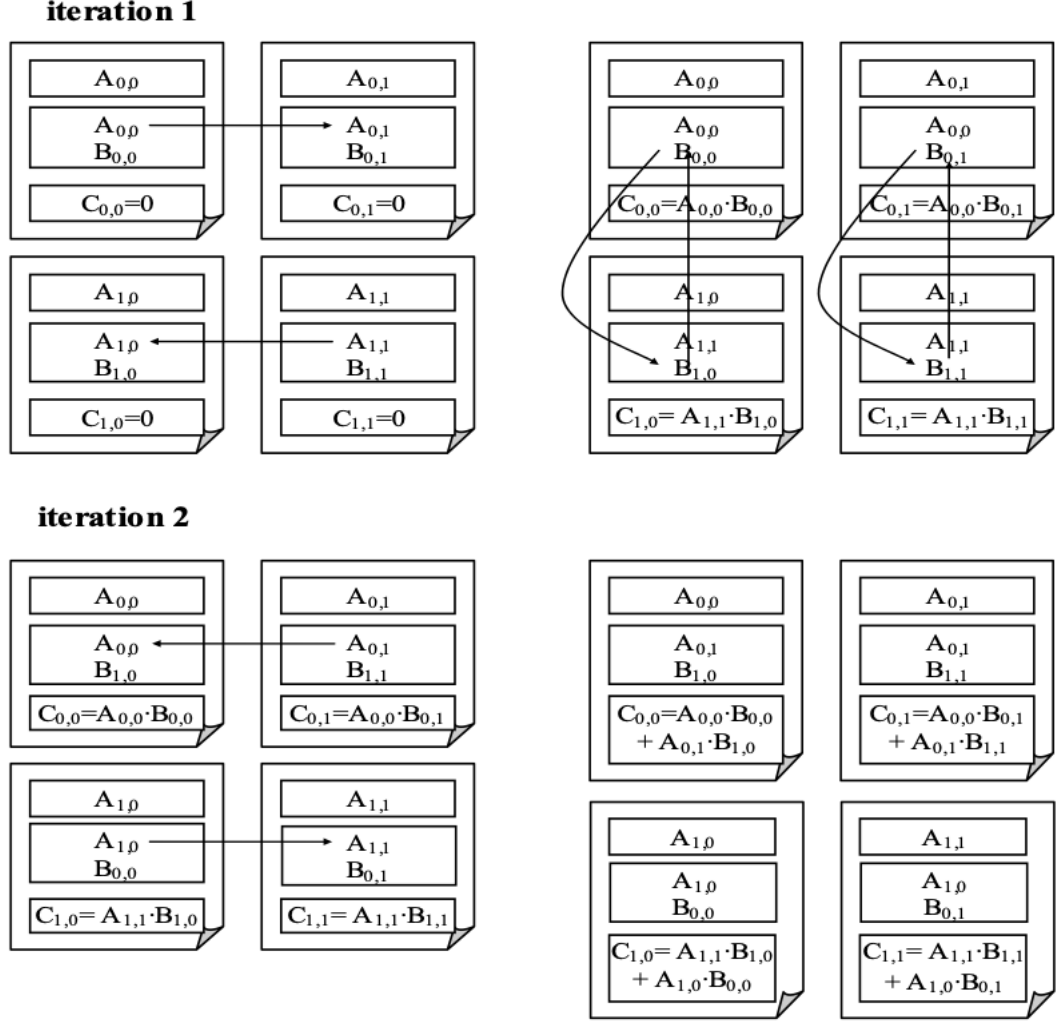 iteration 1
A₀,₀
A₀,₀
B₀,₀
C₀,₀=0
A₀,₁
A₀,₁
B₀,₁
C₀,₁=0
A₀,₀
A₀,₀
B₀,₀
C₀,₀=A₀,₀·B₀,₀
A₀,₁
A₀,₀
B₀,₁
C₀,₁=A₀,₀·B₀,₁
A₁,₀
A₁,₀
B₁,₀
C₁,₀=0
A₁,₁
A₁,₁
B₁,₁
C₁,₁=0
A₁,₀
A₁,₁
B₁,₀
C₁,₀= A₁,₁·B₁,₀
A₁,₁
A₁,₁
B₁,₁
C₁,₁= A₁,₁·B₁,₁
iteration 2
A₀,₀
A₀,₀
B₁,₀
C₀,₀=A₀,₀·B₀,₀
A₀,₁
A₀,₁
B₁,₁
C₀,₁=A₀,₀·B₀,₁
A₀,₀
A₀,₁
B₁,₀
C₀,₀=A₀,₀·B₀,₀
+ A₀,₁·B₁,₀
A₀,₁
A₀,₁
B₁,₁
C₀,₁=A₀,₀·B₀,₁
+ A₀,₁·B₁,₁
A₁,₀
A₁,₀
B₀,₀
C₁,₀= A₁,₁·B₁,₀
A₁,₁
A₁,₁
B₀,₁
C₁,₁= A₁,₁·B₁,₁
A₁,₀
A₁,₀
B₀,₀
C₁,₀= A₁,₁·B₁,₀
+ A₁,₀·B₀,₀
A₁,₁
A₁,₀
B₀,₁
C₁,₁= A₁,₁·B₁,₁
+ A₁,₀·B₀,₁